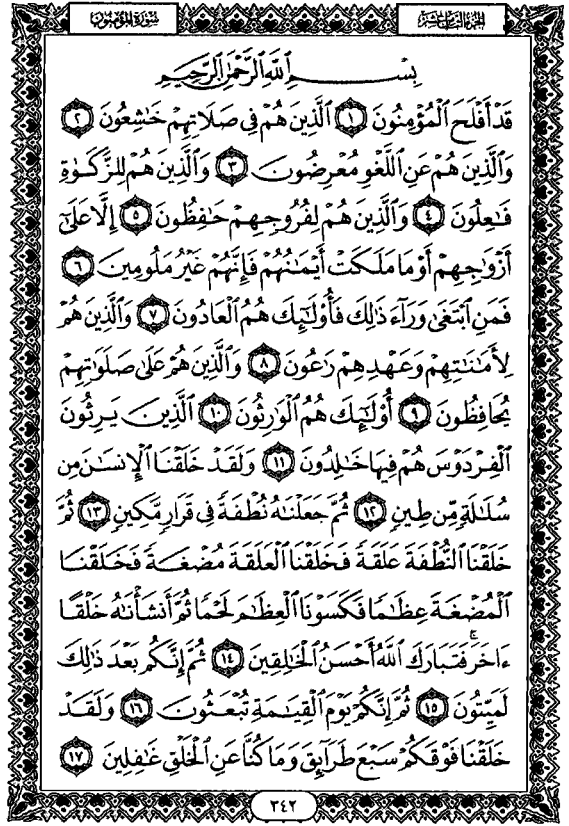 الجزء الثامن عشر
سورة المؤمنون
بِسْمِ ٱللَّهِ ٱلرَّحْمَٰنِ ٱلرَّحِيمِ
قَدْ أَفْلَحَ ٱلْمُؤْمِنُونَ ١ ٱلَّذِينَ هُمْ فِى صَلَاتِهِمْ خَٰشِعُونَ ٢
وَٱلَّذِينَ هُمْ عَنِ ٱللَّغْوِ مُعْرِضُونَ ٣ وَٱلَّذِينَ هُمْ لِلزَّكَوٰةِ
فَٰعِلُونَ ٤ وَٱلَّذِينَ هُمْ لِفُرُوجِهِمْ حَٰفِظُونَ ٥ إِلَّا عَلَىٰٓ
أَزْوَٰجِهِمْ أَوْ مَا مَلَكَتْ أَيْمَٰنُهُمْ فَإِنَّهُمْ غَيْرُ مَلُومِينَ ٦
فَمَنِ ٱبْتَغَىٰ وَرَآءَ ذَٰلِكَ فَأُو۟لَٰٓئِكَ هُمُ ٱلْعَادُونَ ٧ وَٱلَّذِينَ هُمْ
لِأَمَٰنَٰتِهِمْ وَعَهْدِهِمْ رَٰعُونَ ٨ وَٱلَّذِينَ هُمْ عَلَىٰ صَلَوَٰتِهِمْ
يُحَافِظُونَ ٩ أُو۟لَٰٓئِكَ هُمُ ٱلْوَٰرِثُونَ ١٠ ٱلَّذِينَ يَرِثُونَ
ٱلْفِرْدَوْسَ هُمْ فِيهَا خَٰلِدُونَ ١١ وَلَقَدْ خَلَقْنَا ٱلْإِنسَٰنَ مِن
سُلَٰلَةٍ مِّن طِينٍ ١٢ ثُمَّ جَعَلْنَٰهُ نُطْفَةً فِى قَرَارٍ مَّكِينٍ ١٣ ثُمَّ
خَلَقْنَا ٱلنُّطْفَةَ عَلَقَةً فَخَلَقْنَا ٱلْعَلَقَةَ مُضْغَةً فَخَلَقْنَا
ٱلْمُضْغَةَ عِظَٰمًا فَكَسَوْنَا ٱلْعِظَٰمَ لَحْمًا ثُمَّ أَنشَأْنَٰهُ خَلْقًا
ءَاخَرَ ۚ فَتَبَارَكَ ٱللَّهُ أَحْسَنُ ٱلْخَٰلِقِينَ ١٤ ثُمَّ إِنَّكُم بَعْدَ ذَٰلِكَ
لَمَيِّتُونَ ١٥ ثُمَّ إِنَّكُمْ يَوْمَ ٱلْقِيَٰمَةِ تُبْعَثُونَ ١٦ وَلَقَدْ
خَلَقْنَا فَوْقَكُمْ سَبْعَ طَرَآئِقَ وَمَا كُنَّا عَنِ ٱلْخَلْقِ غَٰفِلِينَ ١٧
٣٤٢